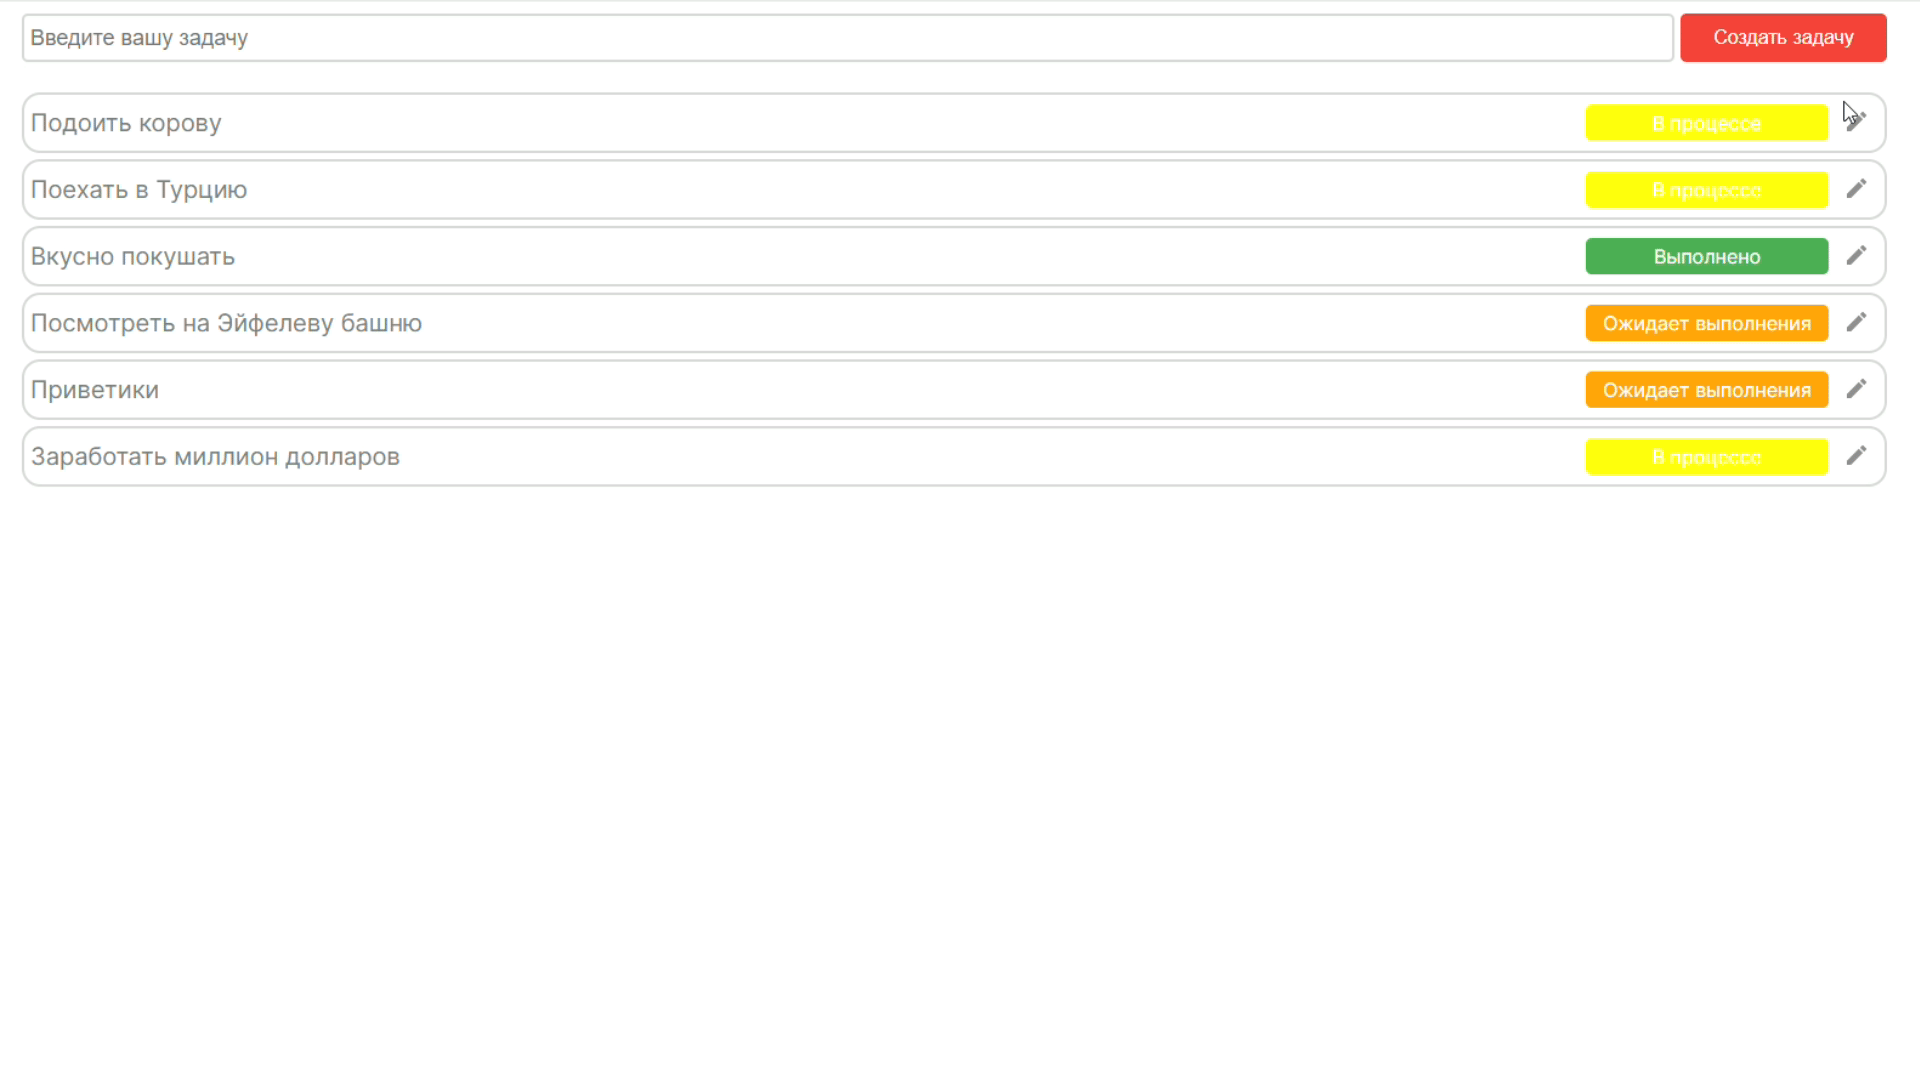 Введите вашу задачу Создать задачу
Подоить корову В процессе
Поехать в Турцию В процессе
Вкусно покушать Выполнено
Посмотреть на Эйфелеву башню Ожидает выполнения
Приветики Ожидает выполнения
Заработать миллион долларов В процессе